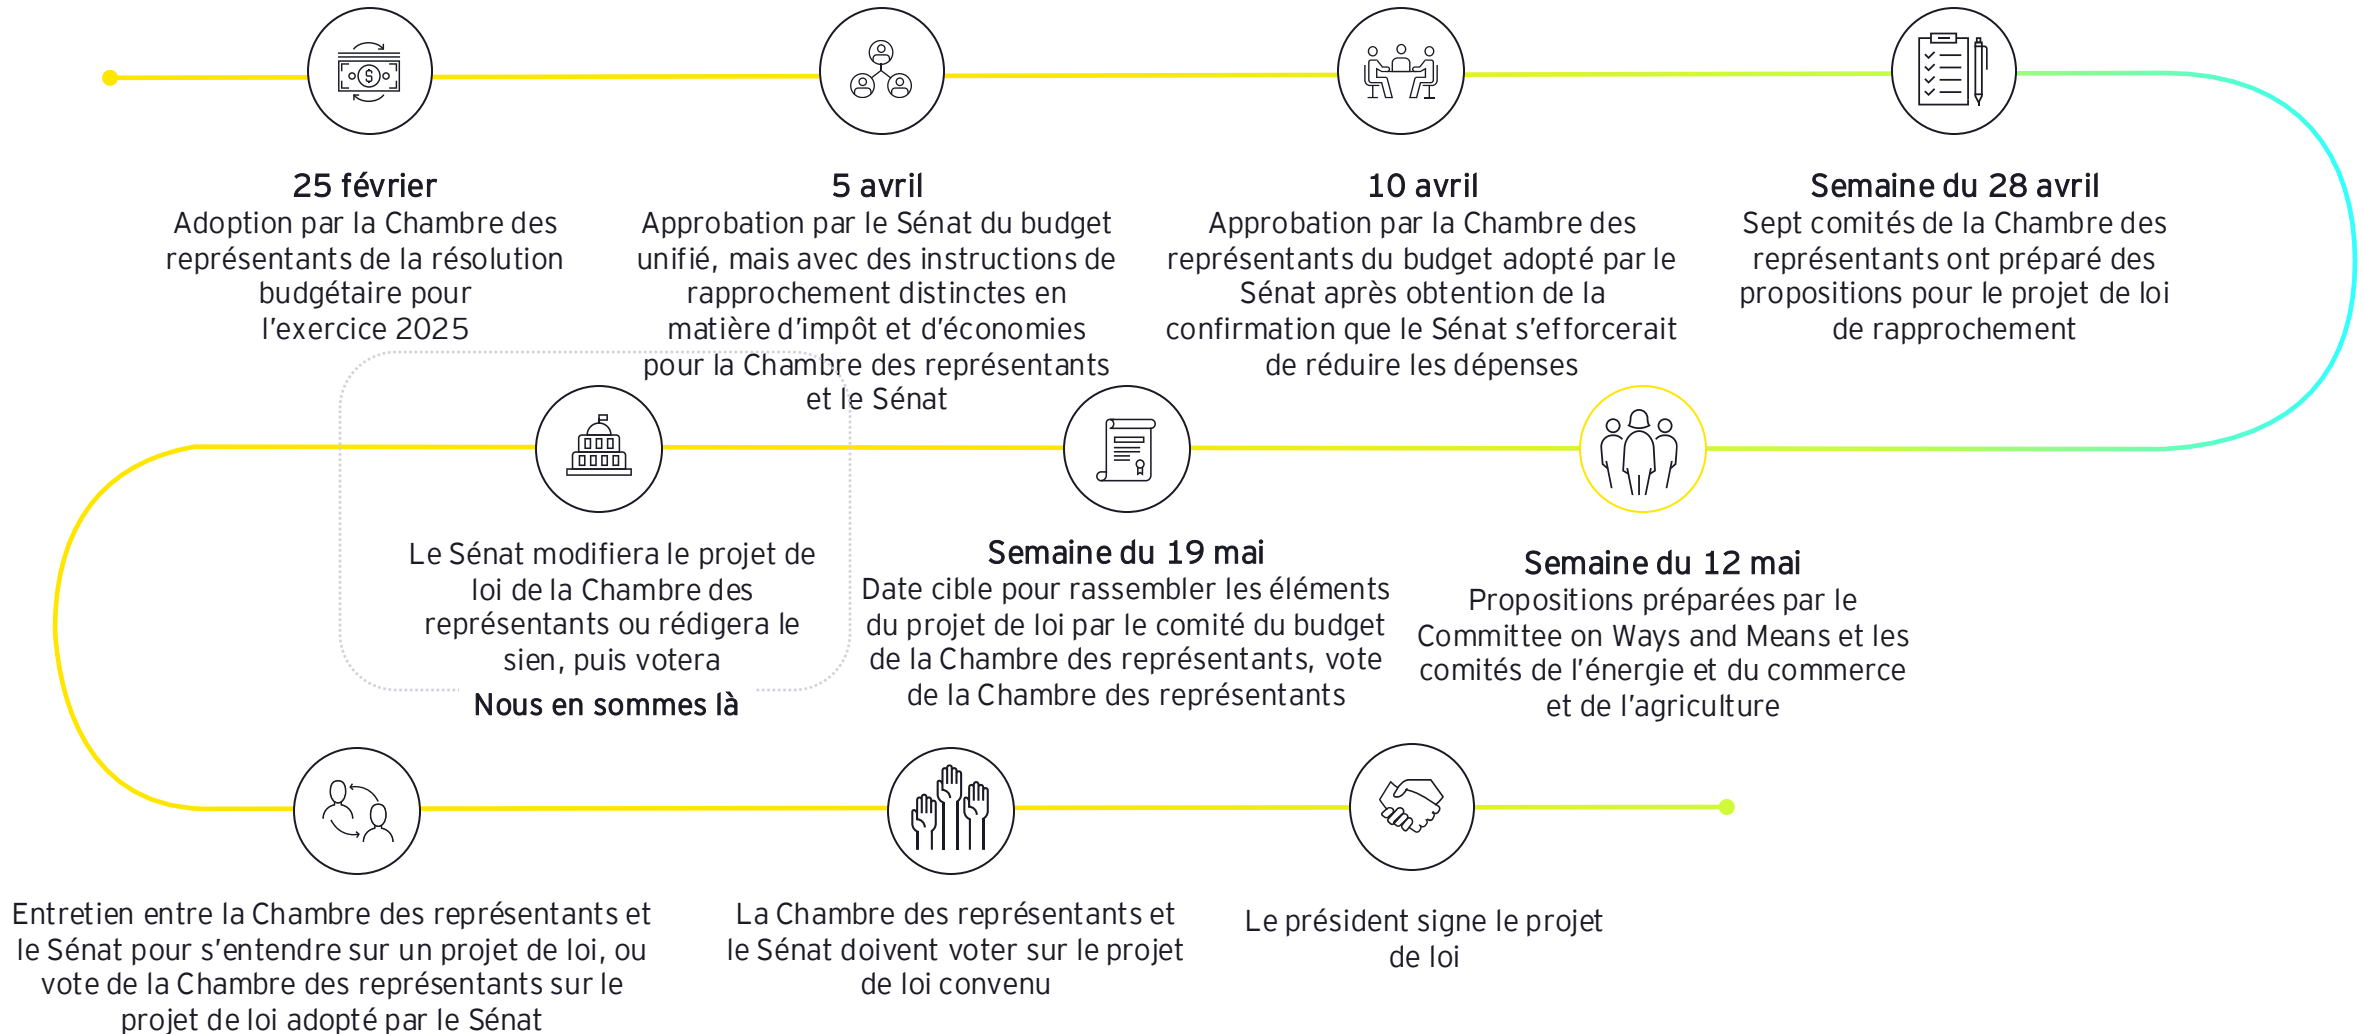 25 février
Adoption par la Chambre des
représentants de la résolution
budgétaire pour
l'exercice 2025
5 avril
Approbation par le Sénat du budget
unifié, mais avec des instructions de
rapprochement distinctes en
matière d'impôt et d'économies
pour la Chambre des représentants
et le Sénat
10 avril
Approbation par la Chambre des
représentants du budget adopté par le
Sénat après obtention de la
confirmation que le Sénat s'efforcerait
de réduire les dépenses
Semaine du 28 avril
Sept comités de la Chambre des
représentants ont préparé des
propositions pour le projet de loi
de rapprochement
Semaine du 12 mai
Propositions préparées par le
Committee on Ways and Means et les
comités de l'énergie et du commerce
et de l'agriculture
Semaine du 19 mai
Date cible pour rassembler les éléments
du projet de loi par le comité du budget
de la Chambre des représentants, vote
de la Chambre des représentants
Le Sénat modifiera le projet de
loi de la Chambre des
représentants ou rédigera le
sien, puis votera
Nous en sommes là
Entretien entre la Chambre des représentants et
le Sénat pour s'entendre sur un projet de loi, ou
vote de la Chambre des représentants sur le
projet de loi adopté par le Sénat
La Chambre des représentants et
le Sénat doivent voter sur le projet
de loi convenu
Le président signe le projet
de loi